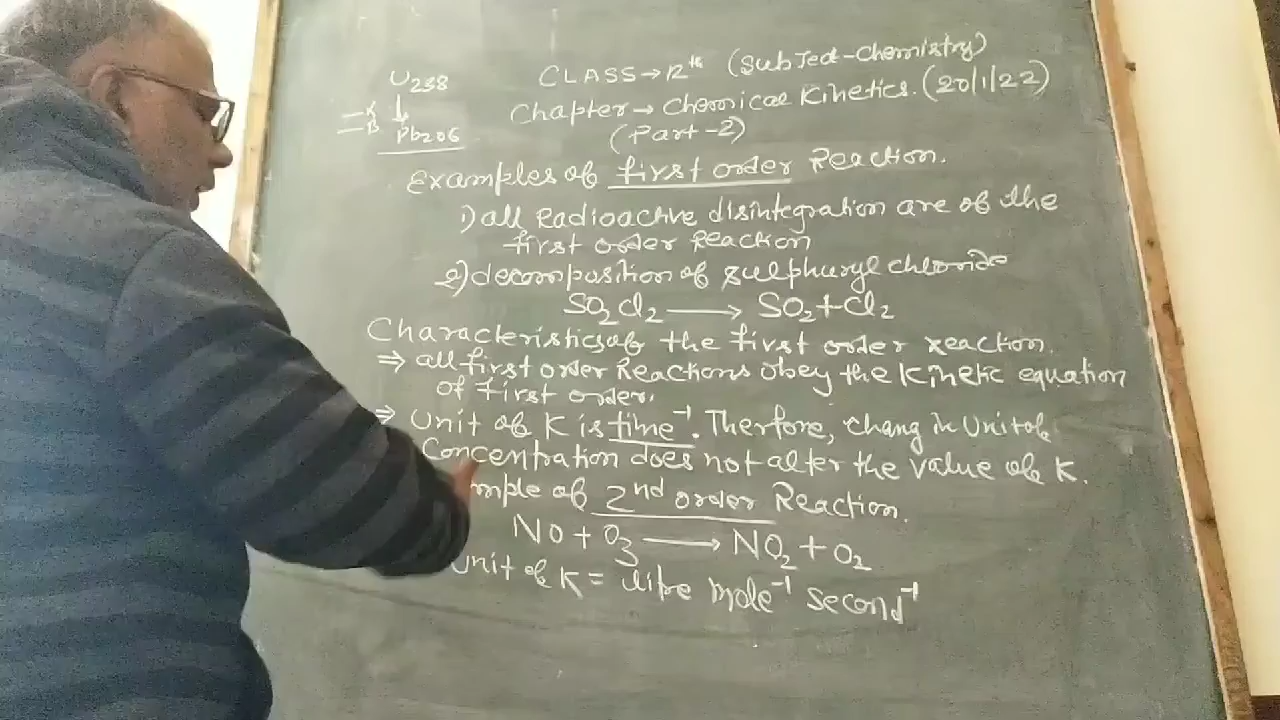 U238
↓
-α
-β
Pb206
CLASS→12th (SubJect-Chemistry)
Chapter→Chemical Kinetics. (20/1/22)
(Part-2)
Examples of first order Reaction.
1) all Radioactive disintegration are of the
first order Reaction
2) decomposition of sulphuryl chloride
SO2Cl2 → SO2+Cl2
Characteristics of the first order reaction.
⇒ all first order Reactions obey the Kinetic equation
of first order.
⇒ Unit of K is time-1. Therfore, chang in Unit of
Concentration does not alter the value of K.
mple of 2nd order Reaction.
NO + O3 → NO2 + O2
Unit of K = litre mole-1 second-1